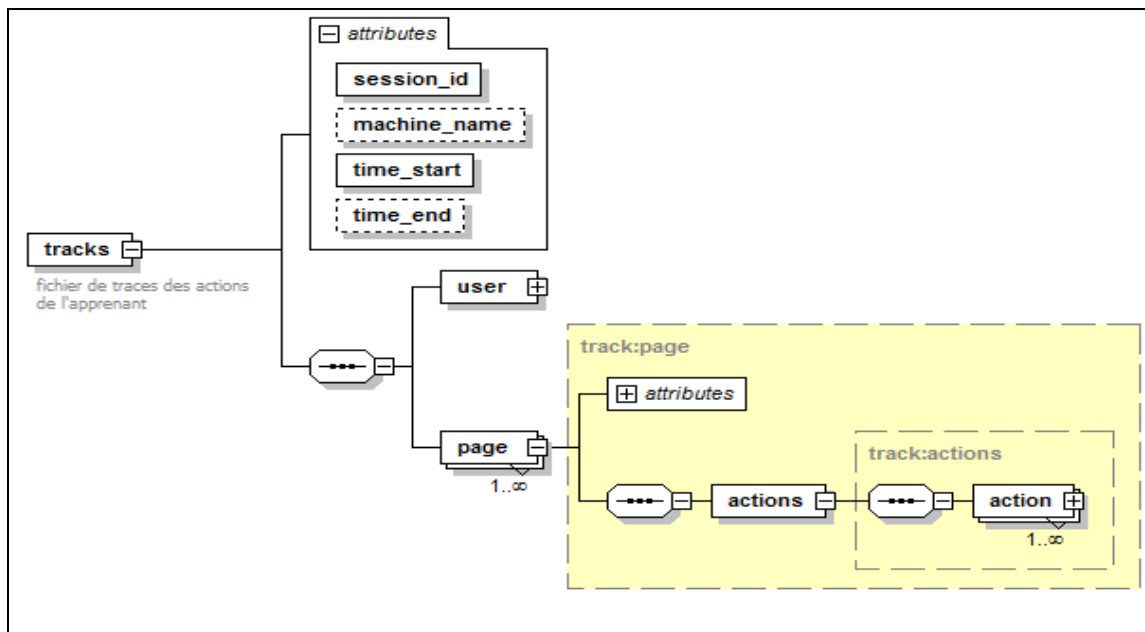 attributes
session_id
machine_name
time_start
time_end
tracks
fichier de traces des actions
de l'apprenant
user
track:page
attributes
page
1..∞
track:actions
actions
action
1..∞